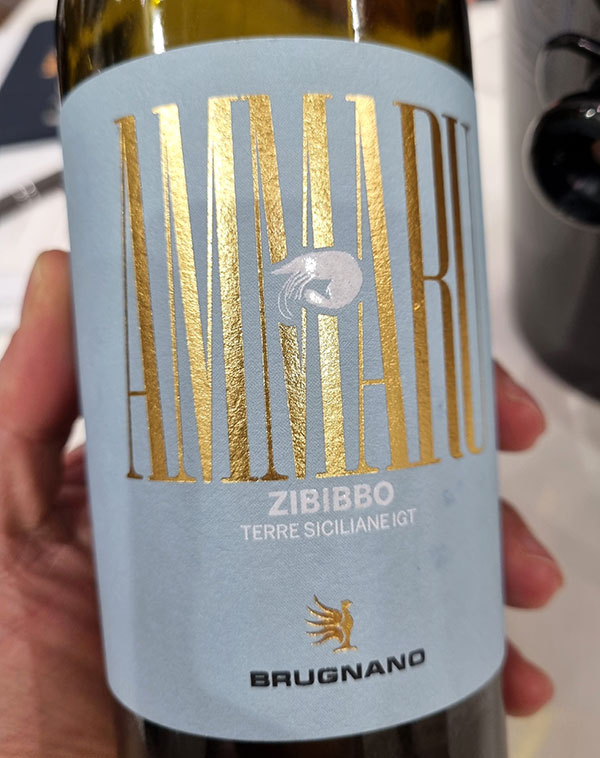 AMMARU
ZIBIBBO
TERRE SICILIANE IGT
BRUGNANO